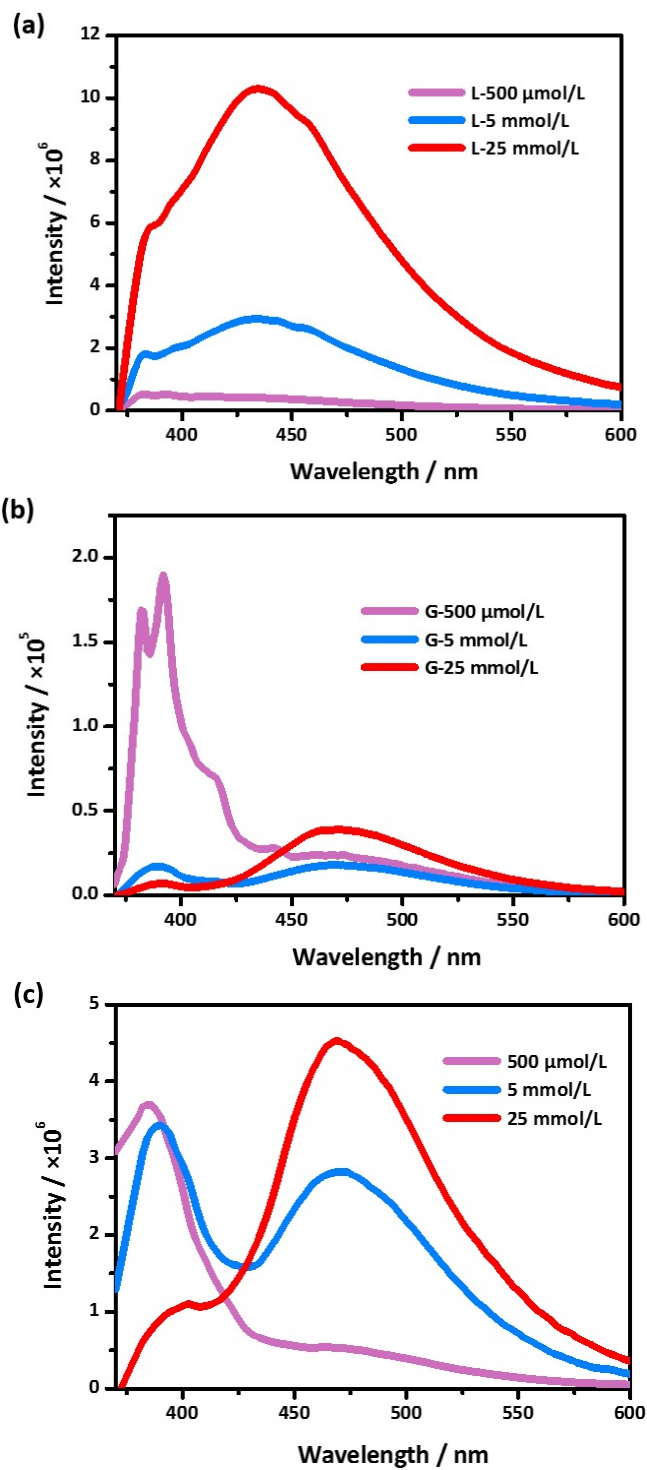 (a)
12
10
8
6
4
2
0
Intensity / ×10⁶
L-500 μmol/L
L-5 mmol/L
L-25 mmol/L
400 450 500 550 600
Wavelength / nm
(b)
2.0
1.5
1.0
0.5
0.0
Intensity / ×10⁵
G-500 μmol/L
G-5 mmol/L
G-25 mmol/L
400 450 500 550 600
Wavelength / nm
(c)
5
4
3
2
1
0
Intensity / ×10⁶
500 μmol/L
5 mmol/L
25 mmol/L
400 450 500 550 600
Wavelength / nm